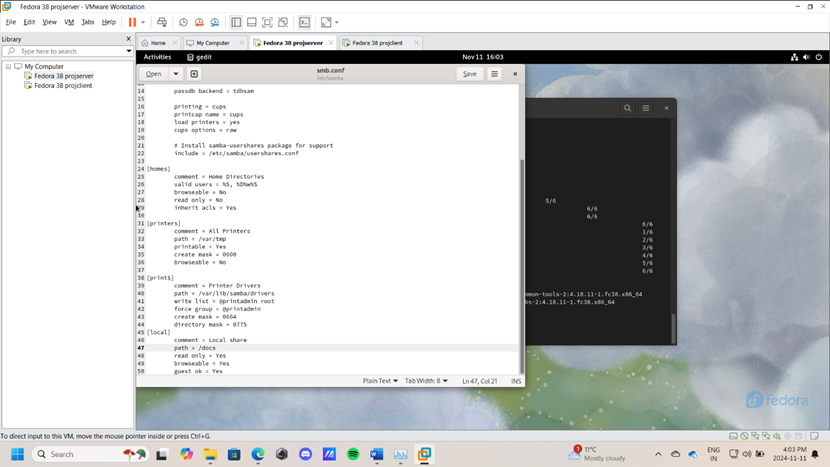 Fedora 38 projserver - VMware Workstation
File Edit View VM Tabs Help
Library
Type here to search
My Computer
Fedora 38 projserver
Fedora 38 projclient
Home
My Computer
Fedora 38 projserver
Fedora 38 projclient
Activities
gedit
Nov 11 16:03
Open
smb.conf
/etc/samba
Save
14 passdb backend = tdbsam
15
16 printing = cups
17 printcap name = cups
18 load printers = yes
19 cups options = raw
20
21 # Install samba-usershares package for support
22 include = /etc/samba/usershares.conf
23
24 [homes]
25 comment = Home Directories
26 valid users = %S, %D%w%S
27 browseable = No
28 read only = No
29 inherit acls = Yes
30
31 [printers]
32 comment = All Printers
33 path = /var/tmp
34 printable = Yes
35 create mask = 0600
36 browseable = No
37
38 [print$]
39 comment = Printer Drivers
40 path = /var/lib/samba/drivers
41 write list = @printadmin root
42 force group = @printadmin
43 create mask = 0664
44 directory mask = 0775
45 [local]
46 comment = Local share
47 path = /docs
48 read only = Yes
49 browseable = Yes
50 guest ok = Yes
Plain Text
Tab Width: 8
Ln 47, Col 21
INS
5/6
6/6
6/6
6/6
1/6
2/6
3/6
4/6
5/6
6/6
mmon-tools-2:4.18.11-1.fc38.x86_64
bs-2:4.18.11-1.fc38.x86_64
fedora
To direct input to this VM, move the mouse pointer inside or press Ctrl+G.
Search
1
11°C
Mostly cloudy
ENG
IN
4:03 PM
2024-11-11